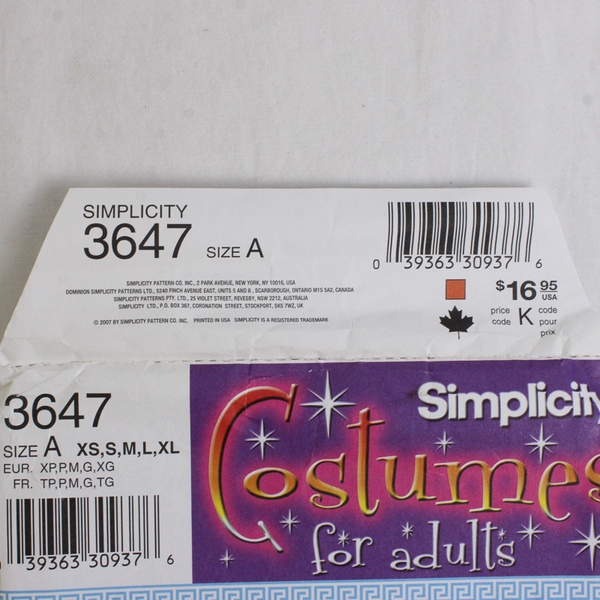 SIMPLICITY
3647 SIZE A
0 39363 30937 6
SIMPLICITY PATTERN CO. INC., 2 PARK AVENUE, NEW YORK, NY 10016, USA
DOMINION SIMPLICITY PATTERNS LTD., 5240 FINCH AVENUE EAST, UNITS 5 AND 6, SCARBOROUGH, ONTARIO M1S 5A2, CANADA
SIMPLICITY PATTERNS PTY. LTD., 25 VIOLET STREET, REVESBY, NSW 2212, AUSTRALIA
SIMPLICITY LTD., P.O. BOX 367, CORONATION STREET, STOCKPORT, SK5 7WZ, UK
© 2007 BY SIMPLICITY PATTERN CO. INC. PRINTED IN USA SIMPLICITY IS A REGISTERED TRADEMARK
$16 95 USA
price code K code pour prix
3647
SIZE A XS,S,M,L,XL
EUR. XP,P,M,G,XG
FR. TP,P,M,G,TG
39363 30937 6
Simplicity
Costumes
for adults